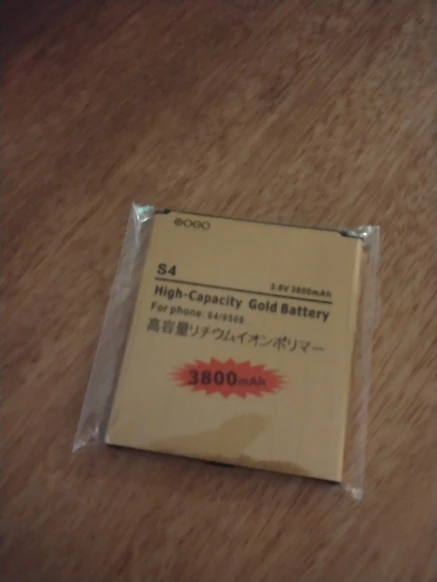 S4
3.8V 3800mAh
High-Capacity Gold Battery
For phone: S4/9500
高容量リチウムイオンポリマー
3800mAh